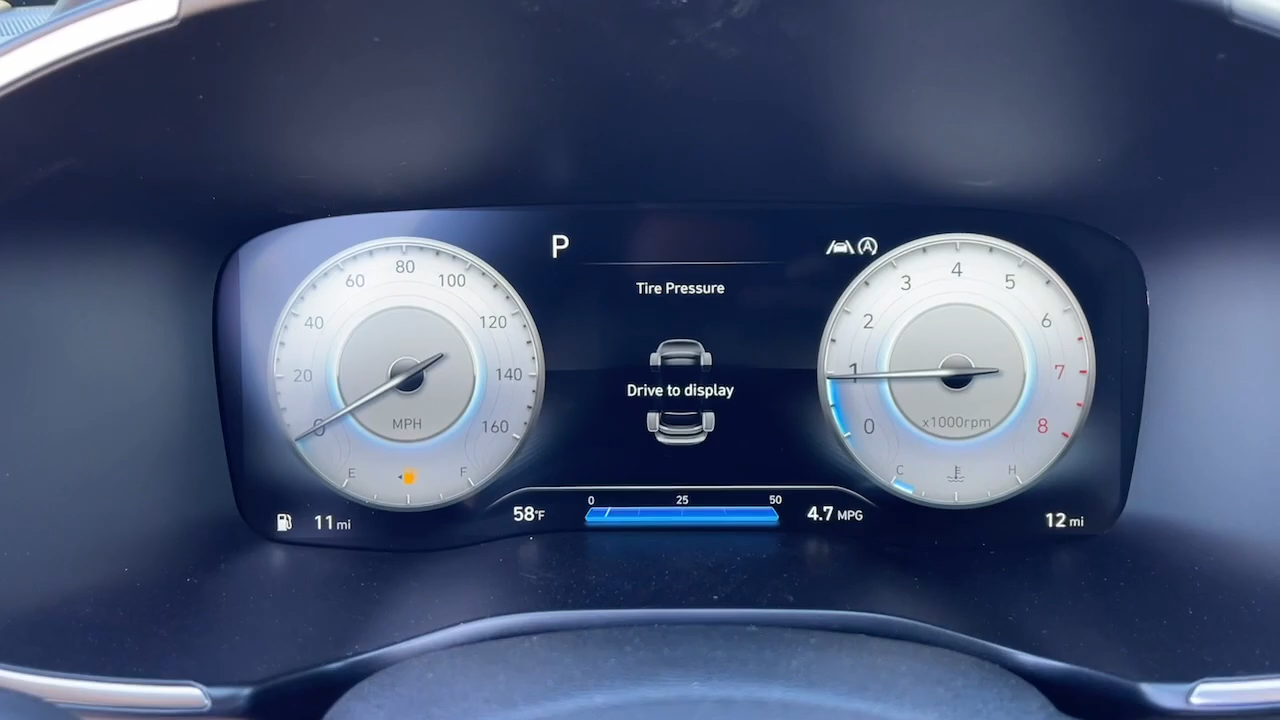 P
Tire Pressure
Drive to display
0 20 40 60 80 100 120 140 160
MPH
E F
0 1 2 3 4 5 6 7 8
x1000rpm
C H
A
11 mi
58°F
0 25 50
4.7 MPG
12 mi